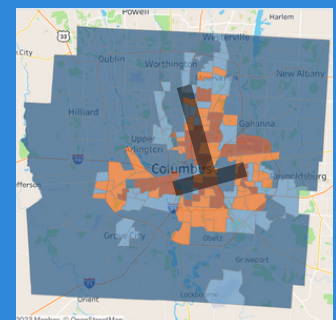 Powell
Harlem
33
Westerville
City
Dublin
Worthington
New Albany
Hilliard
Gahanna
Upper
Arlington
Columbus
Jefferson
Reynoldsburg
Grove City
Obetz
Groveport
Orient
Lockbourne
2023 Mapbox © OpenStreetMap